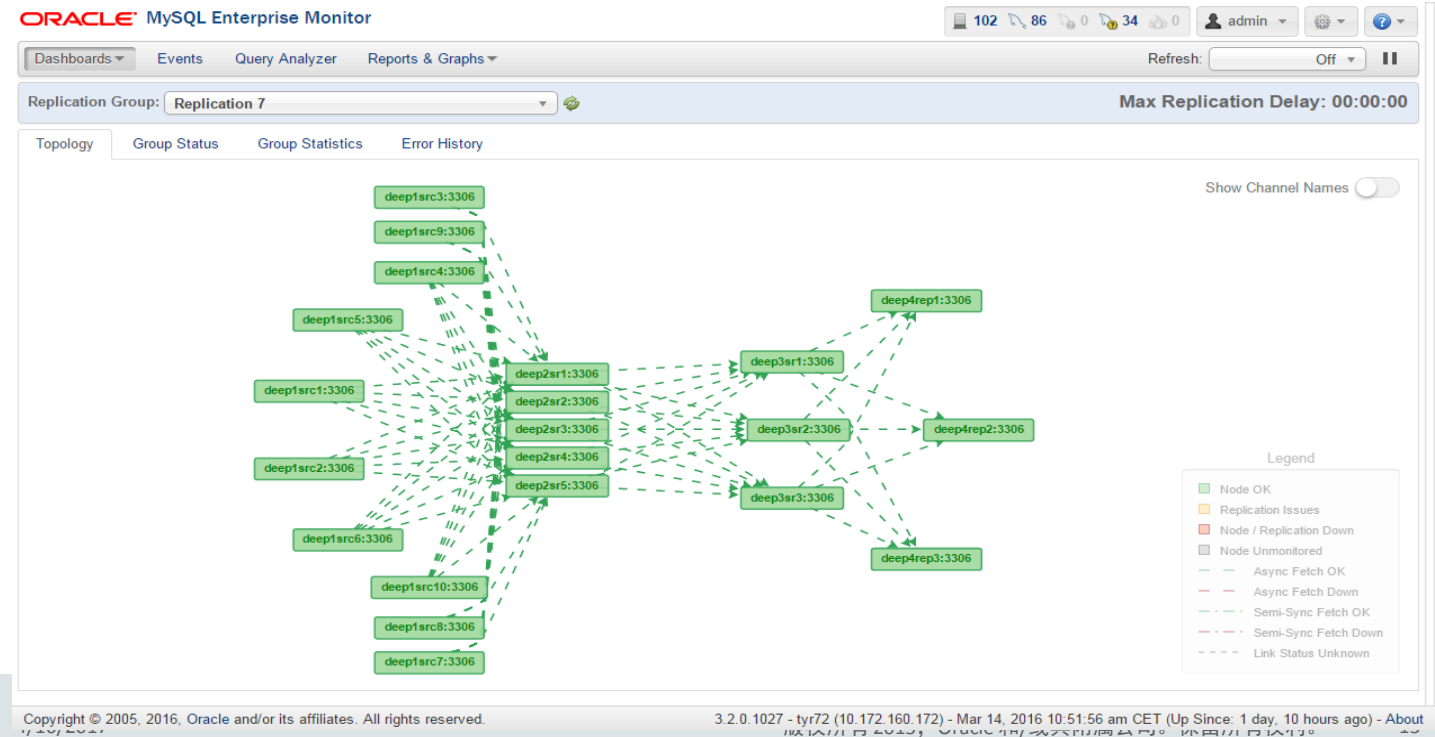 ORACLE MySQL Enterprise Monitor
102 86 0 34 0 admin
Dashboards Events Query Analyzer Reports & Graphs Refresh: Off
Replication Group: Replication 7 Max Replication Delay: 00:00:00
Topology Group Status Group Statistics Error History
Show Channel Names
deep1src3:3306
deep1src9:3306
deep1src4:3306
deep1src5:3306
deep1src1:3306
deep1src2:3306
deep1src6:3306
deep1src10:3306
deep1src8:3306
deep1src7:3306
deep2sr1:3306
deep2sr2:3306
deep2sr3:3306
deep2sr4:3306
deep2sr5:3306
deep3sr1:3306
deep3sr2:3306
deep3sr3:3306
deep4rep1:3306
deep4rep2:3306
deep4rep3:3306
Legend
Node OK
Replication Issues
Node / Replication Down
Node Unmonitored
Async Fetch OK
Async Fetch Down
Semi-Sync Fetch OK
Semi-Sync Fetch Down
Link Status Unknown
Copyright © 2005, 2016, Oracle and/or its affiliates. All rights reserved. 3.2.0.1027 - tyr72 (10.172.160.172) - Mar 14, 2016 10:51:56 am CET (Up Since: 1 day, 10 hours ago) - About